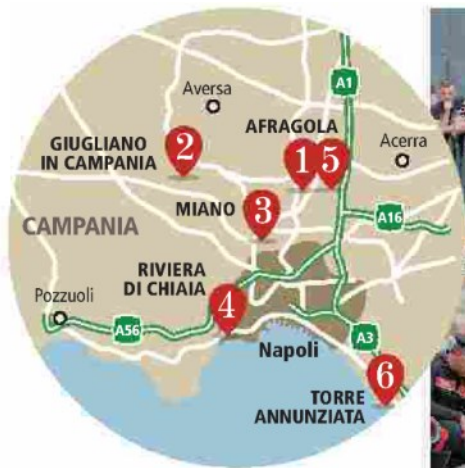 A1
Aversa
AFRAGOLA
GIUGLIANO
IN CAMPANIA
2
1
5
Acerra
MIANO
3
A16
CAMPANIA
RIVIERA
DI CHIAIA
4
Pozzuoli
A56
Napoli
A3
6
TORRE
ANNUNZIATA